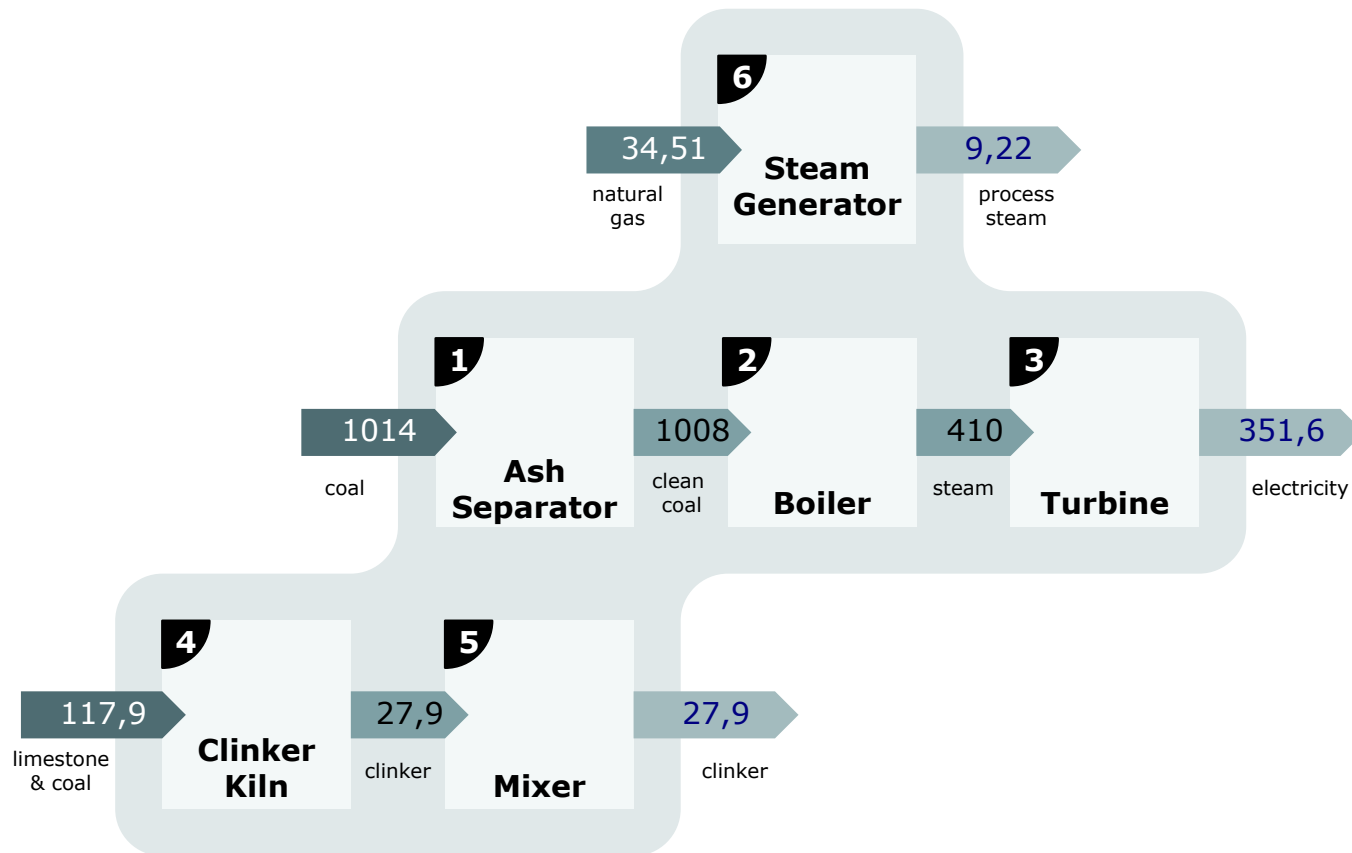 6
34,51
9,22
Steam
Generator
natural
gas
process
steam
1
2
3
1014
1008
410
351,6
Ash
Separator
Boiler
Turbine
coal
clean
coal
steam
electricity
4
5
117,9
27,9
27,9
Clinker
Kiln
Mixer
limestone
& coal
clinker
clinker